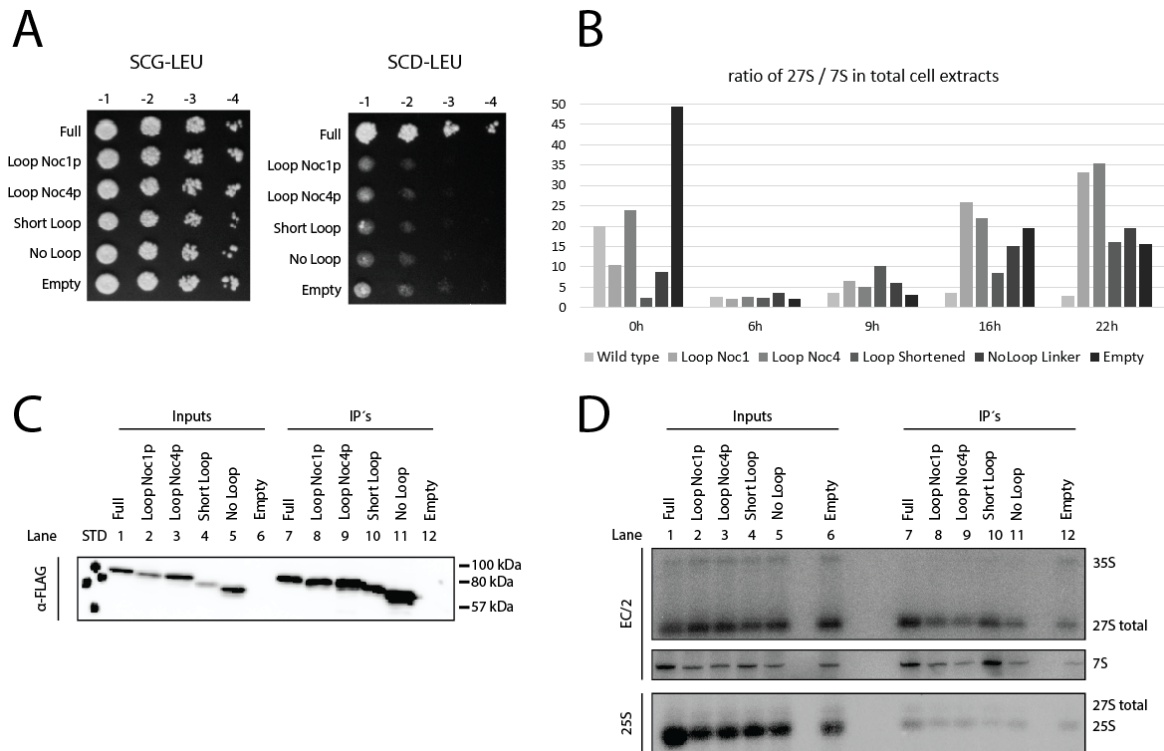 A
SCG-LEU
SCD-LEU
-1 -2 -3 -4
-1 -2 -3 -4
Full
Loop Noc1p
Loop Noc4p
Short Loop
No Loop
Empty
Full
Loop Noc1p
Loop Noc4p
Short Loop
No Loop
Empty
B
ratio of 27S / 7S in total cell extracts
50
45
40
35
30
25
20
15
10
5
0
0h 6h 9h 16h 22h
Wild type Loop Noc1 Loop Noc4 Loop Shortened NoLoop Linker Empty
C
Inputs IP´s
Full Loop Noc1p Loop Noc4p Short Loop No Loop Empty Full Loop Noc1p Loop Noc4p Short Loop No Loop Empty
Lane STD 1 2 3 4 5 6 7 8 9 10 11 12
α-FLAG
100 kDa
80 kDa
57 kDa
D
Inputs IP´s
Full Loop Noc1p Loop Noc4p Short Loop No Loop Empty Full Loop Noc1p Loop Noc4p Short Loop No Loop Empty
Lane 1 2 3 4 5 6 7 8 9 10 11 12
EC/2
35S
27S total
7S
25S
27S total
25S